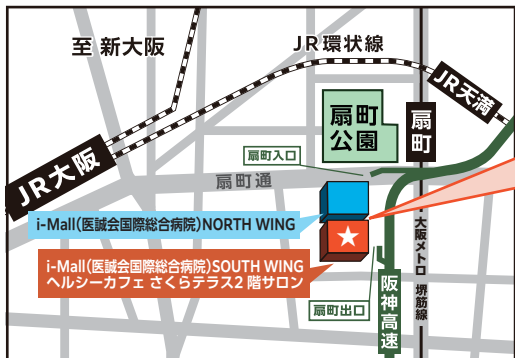 至 新大阪
JR環状線
JR天満
扇町
公園
扇町
扇町入口
JR大阪
扇町通
i-Mall(医誠会国際総合病院)NORTH WING
i-Mall(医誠会国際総合病院)SOUTH WING
ヘルシーカフェ さくらテラス2 階サロン
大阪メトロ 堺筋線
扇町出口
阪神高速